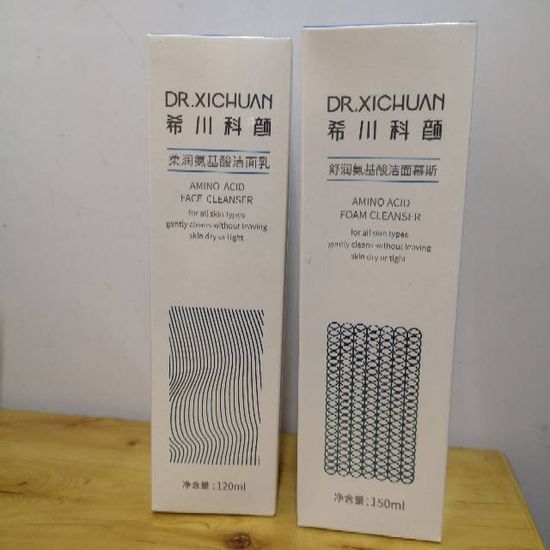 DR.XICHUAN
希川科颜
柔润氨基酸洁面乳
AMINO ACID
FACE CLEANSER
for all skin types
gently cleans without leaving
skin dry or tight
净含量:120ml
DR.XICHUAN
希川科颜
舒润氨基酸洁面慕斯
AMINO ACID
FOAM CLEANSER
for all skin types,
gently cleans without leaving
skin dry or tight
净含量:150ml